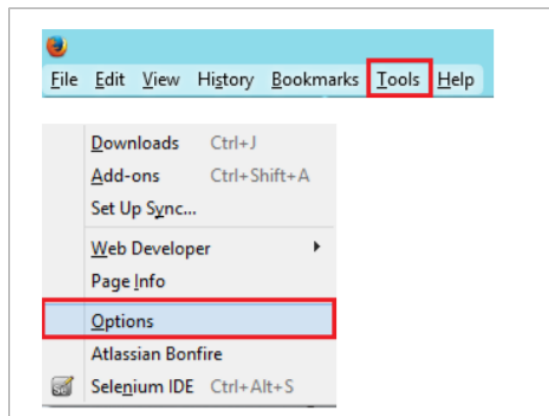 File Edit View History Bookmarks Tools Help
Downloads Ctrl+J
Add-ons Ctrl+Shift+A
Set Up Sync...
Web Developer
Page Info
Options
Atlassian Bonfire
Selenium IDE Ctrl+Alt+S